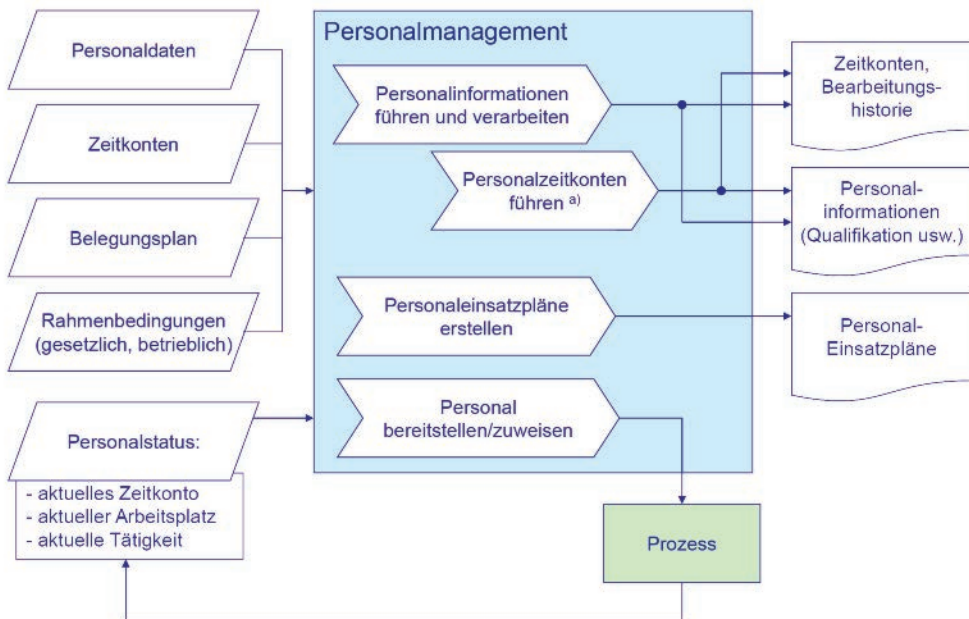 Personaldaten
Zeitkonten
Belegungsplan
Rahmenbedingungen
(gesetzlich, betrieblich)
Personalstatus:
- aktuelles Zeitkonto
- aktueller Arbeitsplatz
- aktuelle Tätigkeit
Personalmanagement
Personalinformationen
führen und verarbeiten
Personalzeitkonten
führen a)
Personaleinsatzpläne
erstellen
Personal
bereitstellen/zuweisen
Prozess
Zeitkonten,
Bearbeitungs-
historie
Personal-
informationen
(Qualifikation usw.)
Personal-
Einsatzpläne